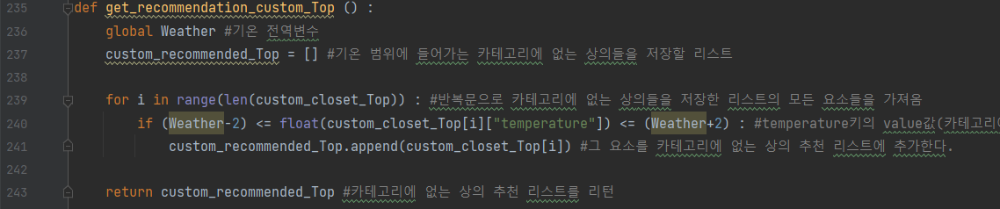 235 def get_recommendation_custom_Top () :
236 global Weather #기온 전역변수
237 custom_recommended_Top = [] #기온 범위에 들어가는 카테고리에 없는 상의들을 저장할 리스트
238
239 for i in range(len(custom_closet_Top)) : #반복문으로 카테고리에 없는 상의들을 저장한 리스트의 모든 요소들을 가져옴
240 if (Weather-2) <= float(custom_closet_Top[i]["temperature"]) <= (Weather+2) : #temperature키의 value값(카테고리에
241 custom_recommended_Top.append(custom_closet_Top[i]) #그 요소를 카테고리에 없는 상의 추천 리스트에 추가한다.
242
243 return custom_recommended_Top #카테고리에 없는 상의 추천 리스트를 리턴